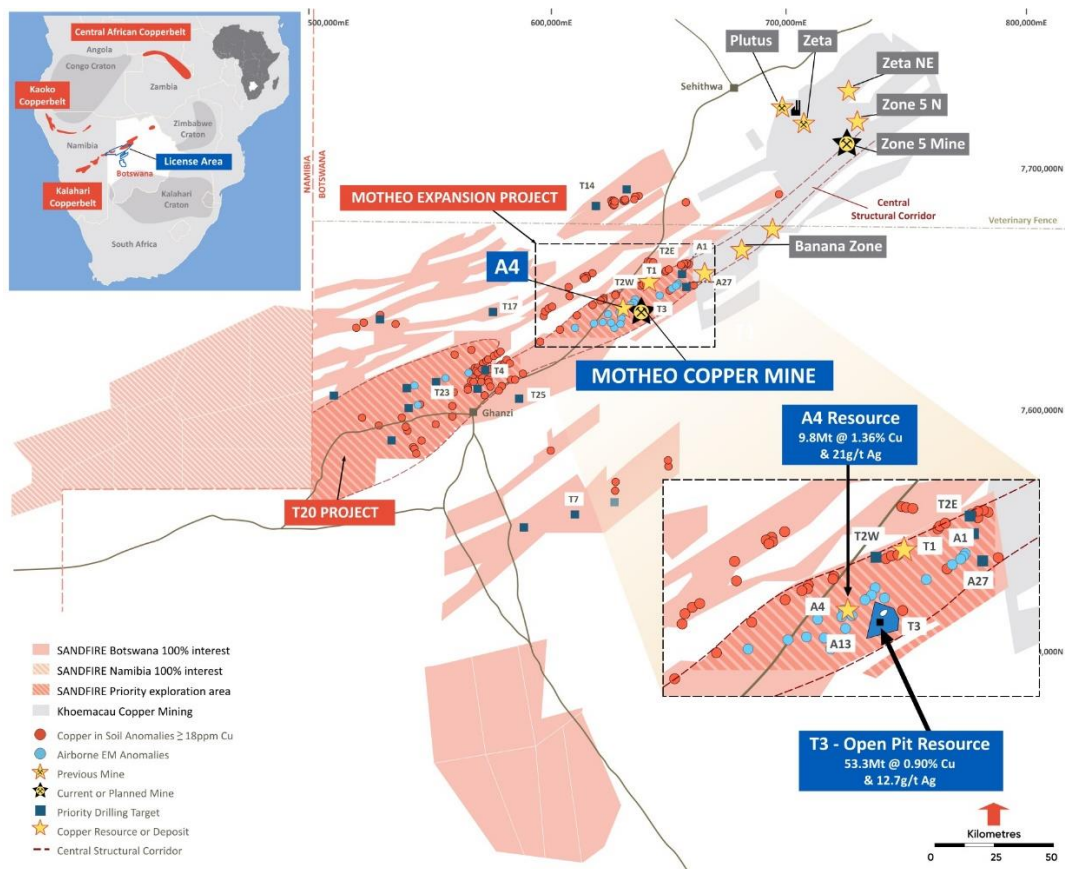 500,000mE
600,000mE
700,000mE
800,000mE
Central African Copperbelt
Angola
Congo Craton
Zambia
Kaoko
Copperbelt
Zimbabwe
Craton
Namibia
License Area
Botswana
Kalahari
Copperbelt
Kalahari
Craton
South Africa
NAMIBIA
BOTSWANA
Plutus
Zeta
Sehithwa
Zeta NE
Zone 5 N
Zone 5 Mine
7,700,000mN
T14
MOTHEO EXPANSION PROJECT
Central
Structural Corridor
Veterinary Fence
Banana Zone
A4
T2E
A1
T1
T2W
A27
T3
T17
MOTHEO COPPER MINE
T4
T23
T25
Ghanzi
7,600,000N
A4 Resource
9.8Mt @ 1.36% Cu
& 21g/t Ag
T20 PROJECT
T7
T2E
T2W
T1
A1
A27
A4
T3
A13
,000N
T3 - Open Pit Resource
53.3Mt @ 0.90% Cu
& 12.7g/t Ag
SANDFIRE Botswana 100% interest
SANDFIRE Namibia 100% interest
SANDFIRE Priority exploration area
Khoemacau Copper Mining
Copper in Soil Anomalies ≥ 18ppm Cu
Airborne EM Anomalies
Previous Mine
Current or Planned Mine
Priority Drilling Target
Copper Resource or Deposit
Central Structural Corridor
Kilometres
0 25 50